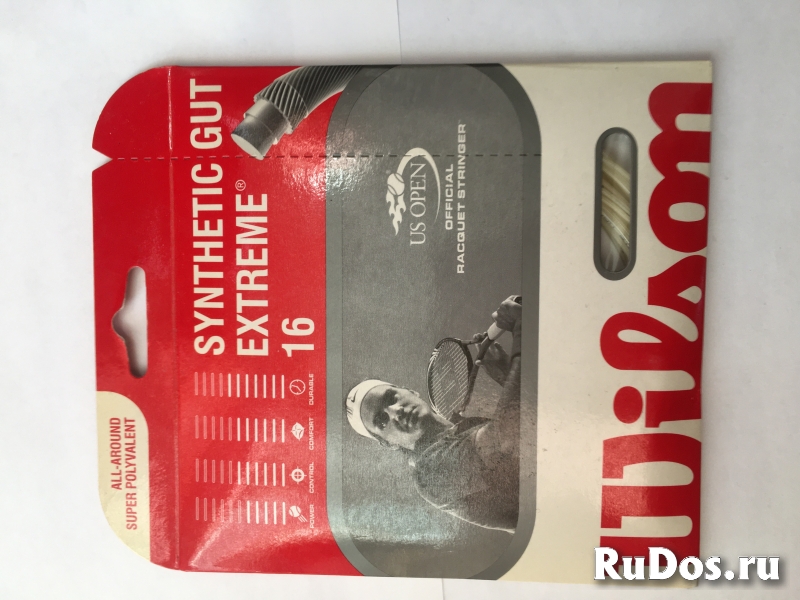 ALL-AROUND
SUPER POLYVALENT
SYNTHETIC GUT
EXTREME®
16
POWER
CONTROL
COMFORT
DURABLE
US OPEN
OFFICIAL
RACQUET STRINGER
Wilson
RuDos.ru